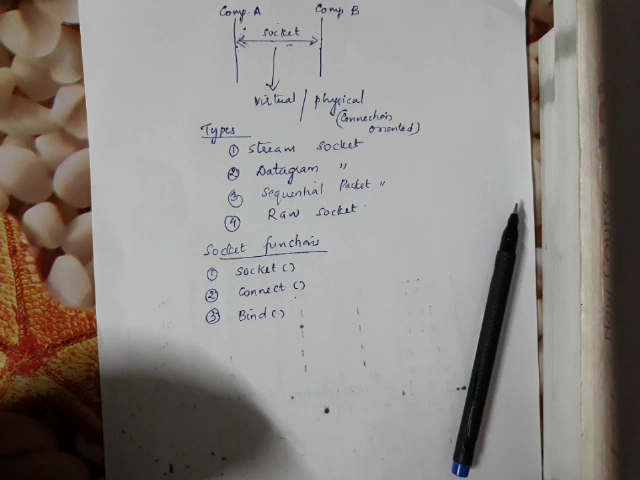 Comp. A Comp B
socket
virtual / physical
(Connection
oriented)
Types
① Stream socket
② Datagram "
③ Sequential Packet "
④ Raw socket
Socket functions
① Socket ( )
② Connect ( )
③ Bind ( )